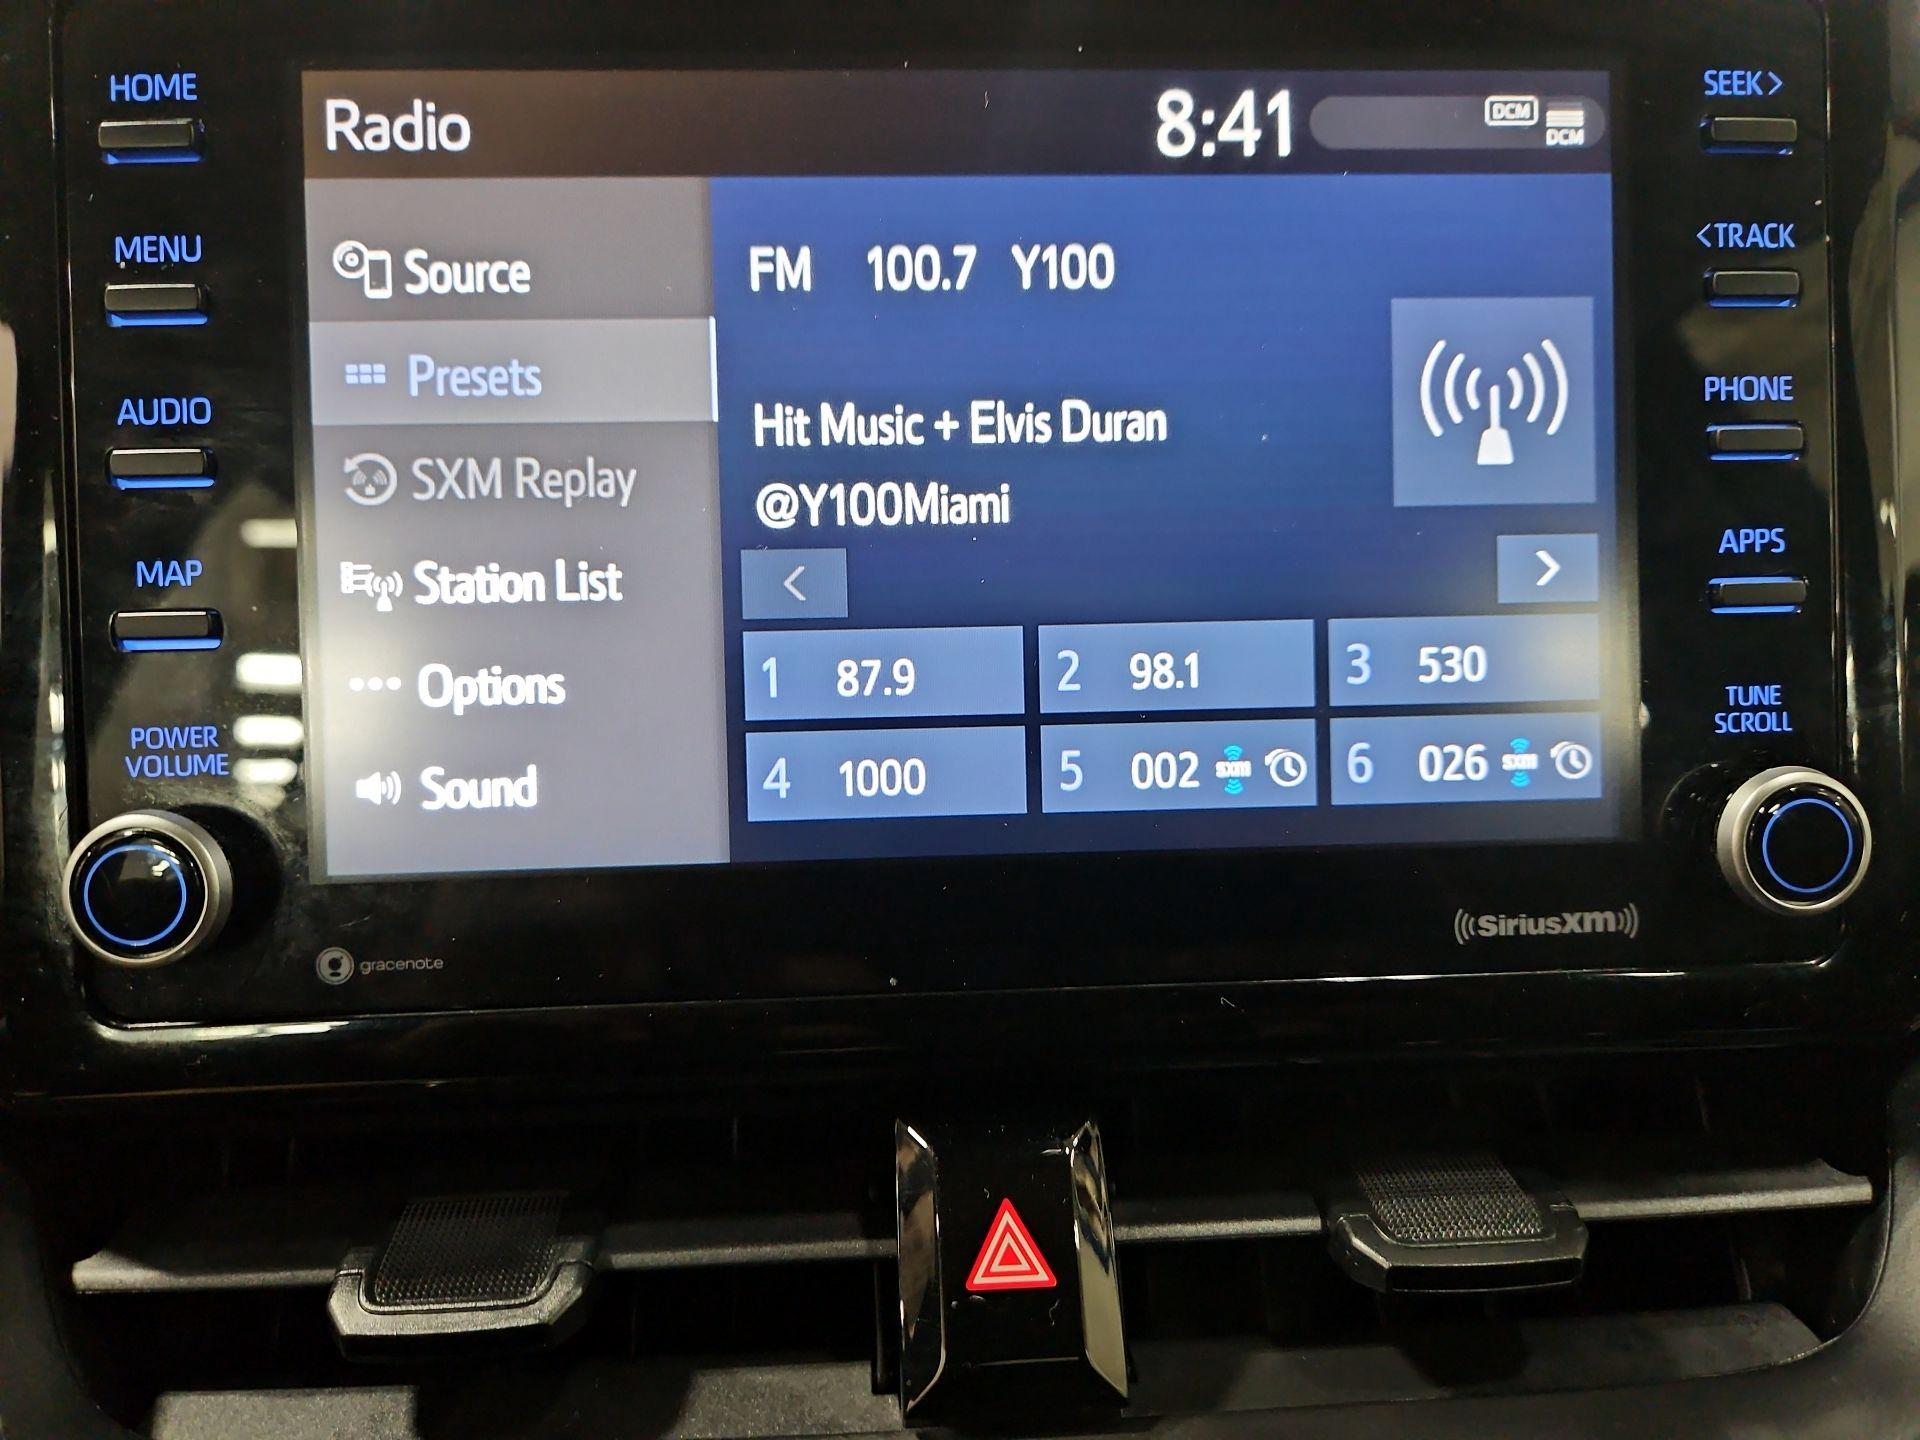 HOME
MENU
AUDIO
MAP
POWER
VOLUME
Radio
8:41
DCM
DCM
Source
Presets
SXM Replay
Station List
Options
Sound
FM 100.7 Y100
Hit Music + Elvis Duran
@Y100Miami
<
>
1 87.9
2 98.1
3 530
4 1000
5 002 sxm
6 026 sxm
SEEK>
<TRACK
PHONE
APPS
TUNE
SCROLL
gracenote
((SiriusXM))